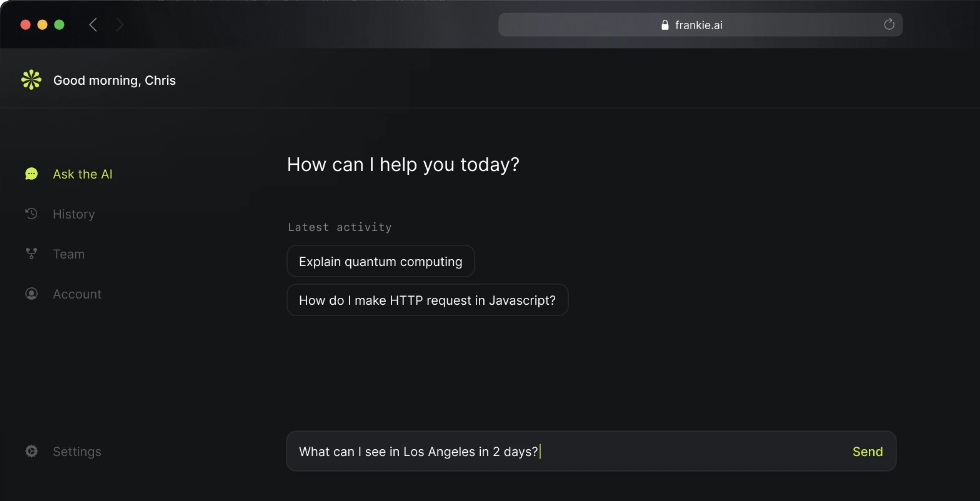 frankie.ai
Good morning, Chris
Ask the AI
History
Team
Account
Settings
How can I help you today?
Latest activity
Explain quantum computing
How do I make HTTP request in Javascript?
What can I see in Los Angeles in 2 days?
Send